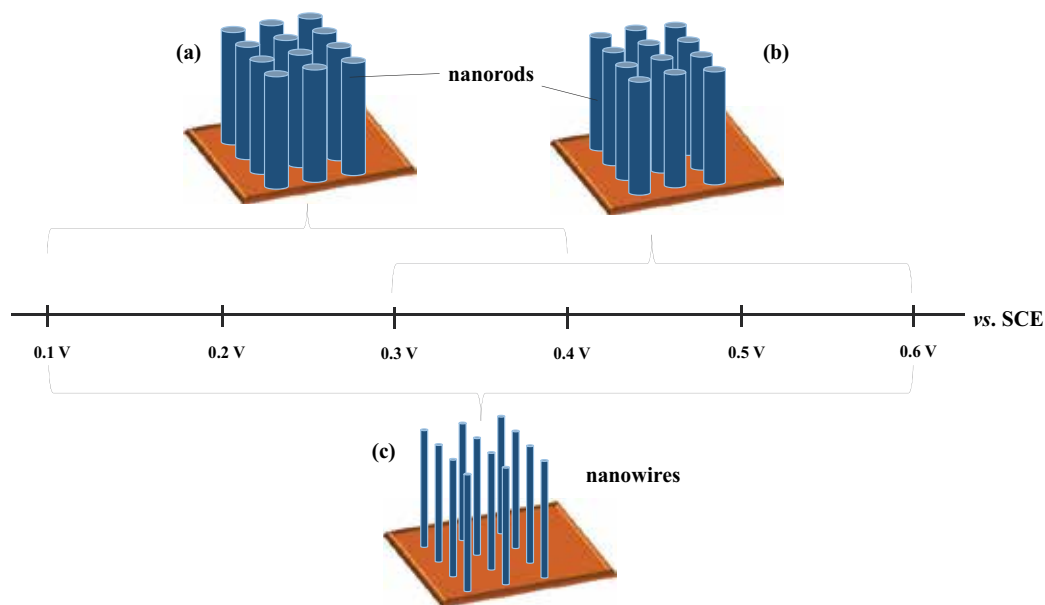 (a)
nanorods
(b)
vs. SCE
0.1 V
0.2 V
0.3 V
0.4 V
0.5 V
0.6 V
(c)
nanowires